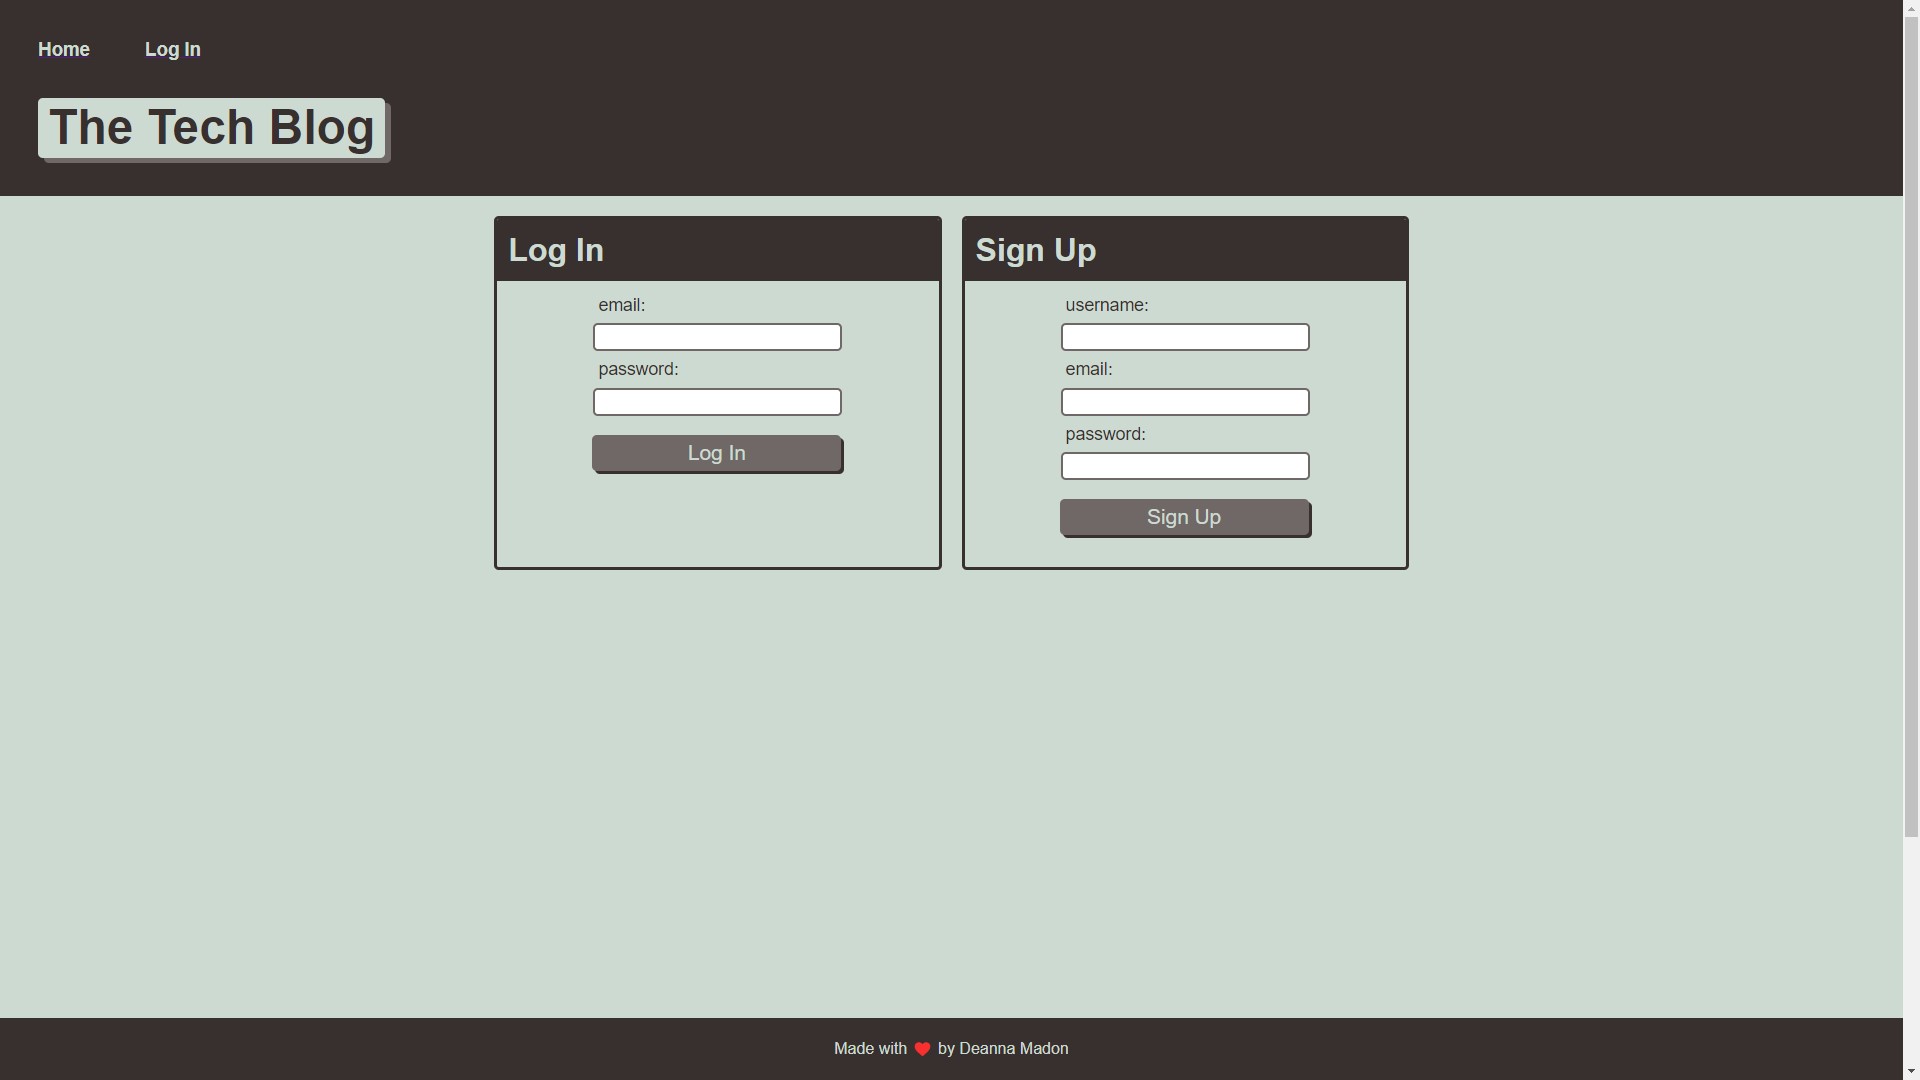 Home
Log In
The Tech Blog
Log In
email:
password:
Log In
Sign Up
username:
email:
password:
Sign Up
Made with ❤️ by Deanna Madon